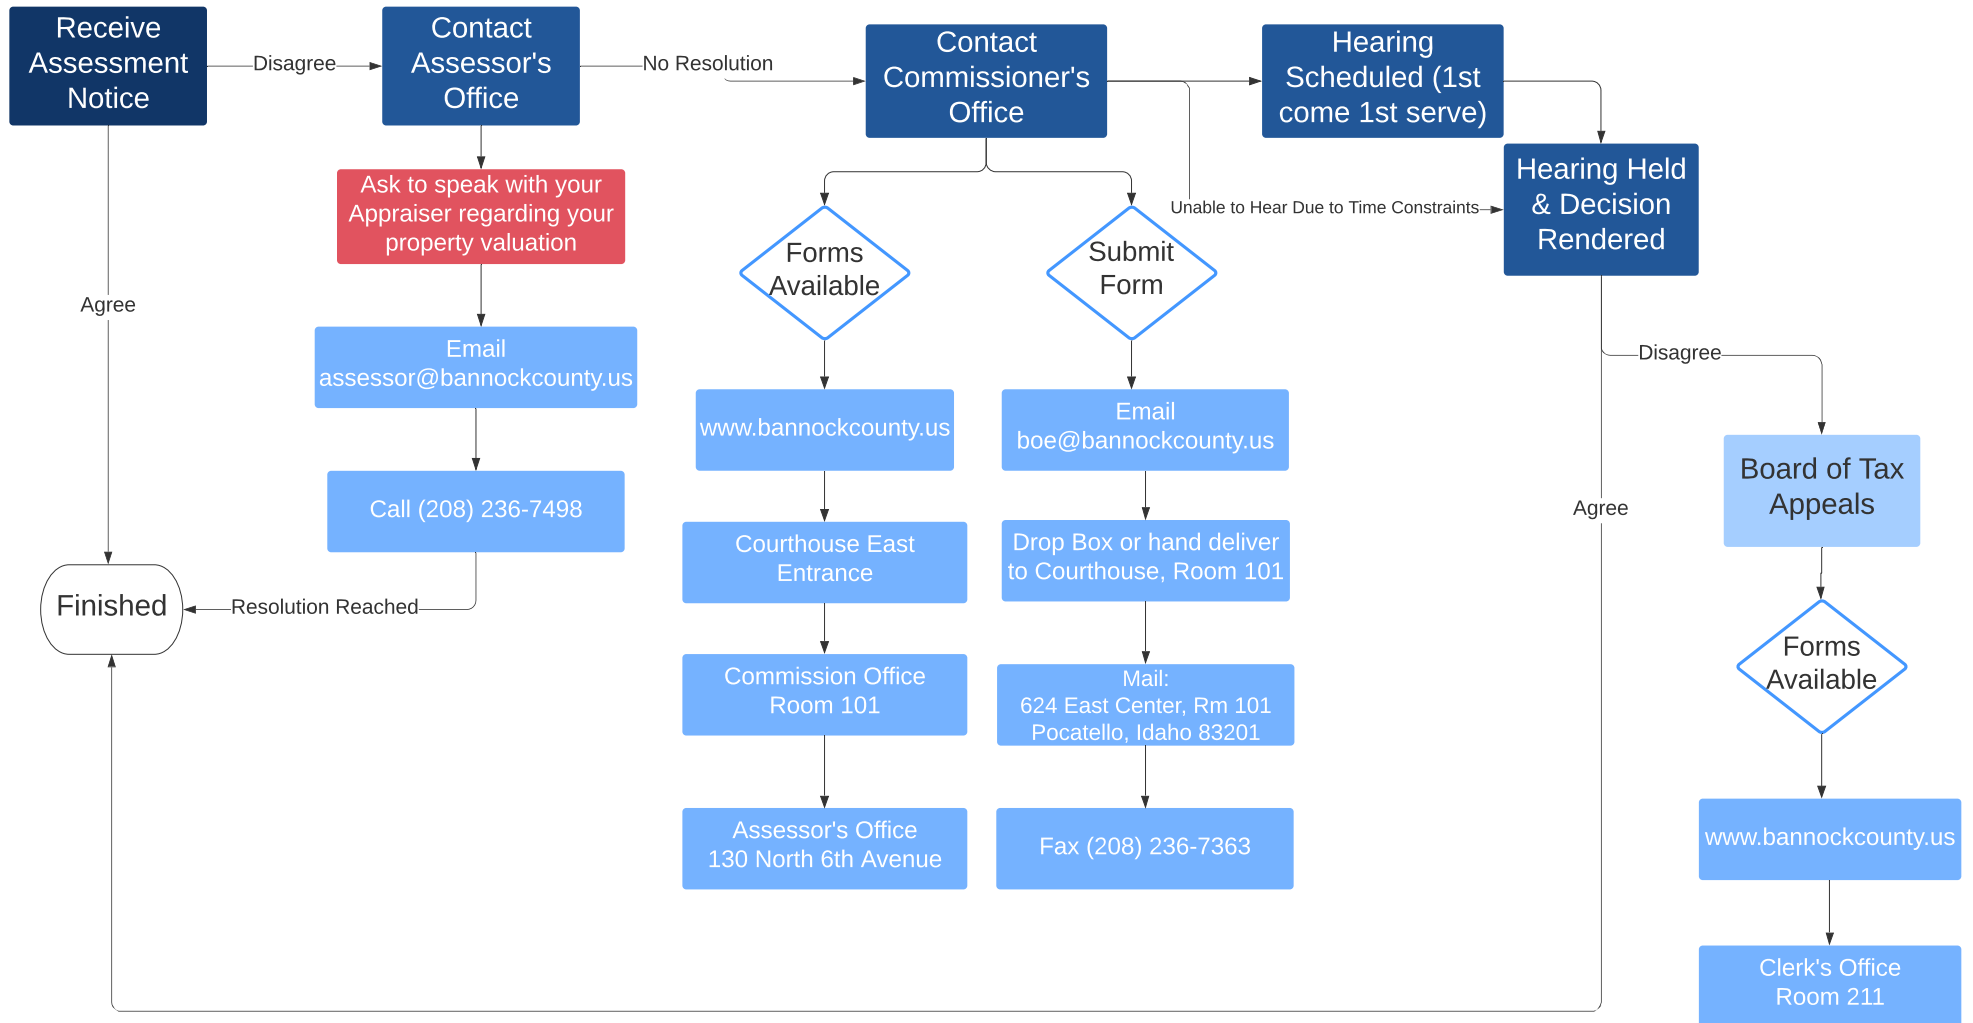 Receive
Assessment
Notice
Disagree
Contact
Assessor's
Office
No Resolution
Contact
Commissioner's
Office
Hearing
Scheduled (1st
come 1st serve)
Hearing Held
& Decision
Rendered
Unable to Hear Due to Time Constraints
Ask to speak with your
Appraiser regarding your
property valuation
Agree
Email
assessor@bannockcounty.us
Call (208) 236-7498
Resolution Reached
Finished
Forms
Available
www.bannockcounty.us
Courthouse East
Entrance
Commission Office
Room 101
Assessor's Office
130 North 6th Avenue
Submit
Form
Email
boe@bannockcounty.us
Drop Box or hand deliver
to Courthouse, Room 101
Mail:
624 East Center, Rm 101
Pocatello, Idaho 83201
Fax (208) 236-7363
Disagree
Agree
Board of Tax
Appeals
Forms
Available
www.bannockcounty.us
Clerk's Office
Room 211